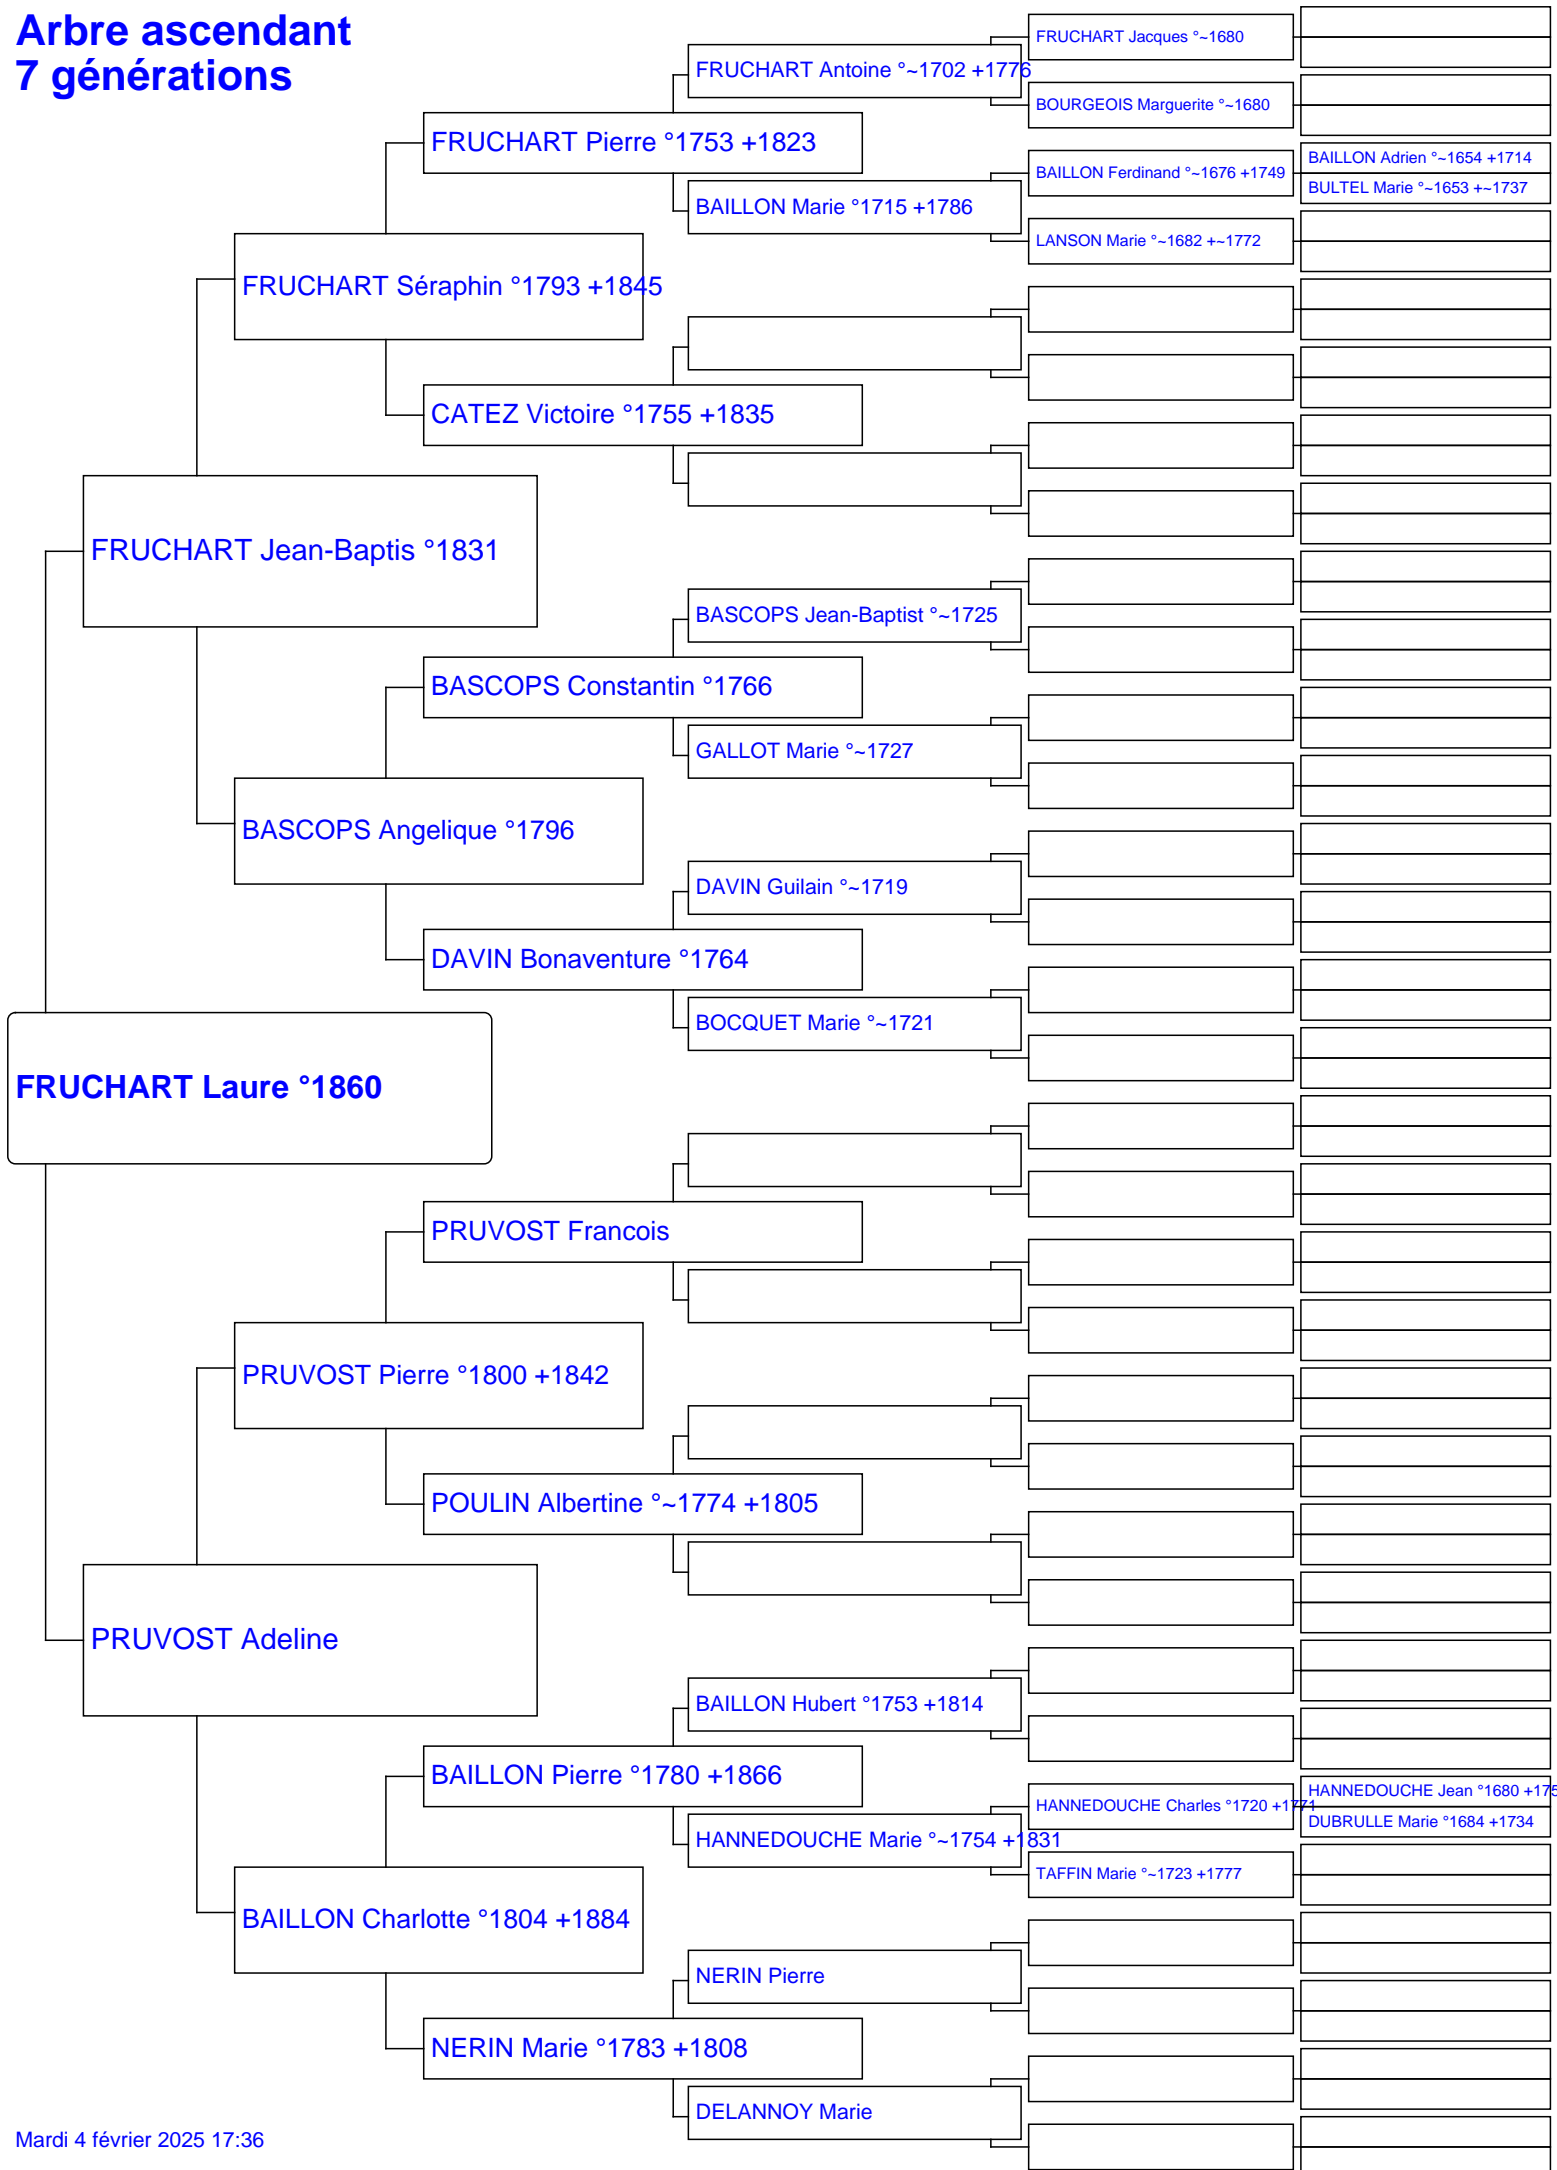 Arbre ascendant
7 générations
FRUCHART Jacques °~1680
FRUCHART Antoine °~1702 +1776
BOURGEOIS Marguerite °~1680
FRUCHART Pierre °1753 +1823
BAILLON Adrien °~1654 +1714
BAILLON Ferdinand °~1676 +1749
BULTEL Marie °~1653 +~1737
BAILLON Marie °1715 +1786
LANSON Marie °~1682 +~1772
FRUCHART Séraphin °1793 +1845
CATEZ Victoire °1755 +1835
FRUCHART Jean-Baptis °1831
BASCOPS Jean-Baptist °~1725
BASCOPS Constantin °1766
GALLOT Marie °~1727
BASCOPS Angelique °1796
DAVIN Guilain °~1719
DAVIN Bonaventure °1764
BOCQUET Marie °~1721
FRUCHART Laure °1860
PRUVOST Francois
PRUVOST Pierre °1800 +1842
POULIN Albertine °~1774 +1805
PRUVOST Adeline
BAILLON Hubert °1753 +1814
BAILLON Pierre °1780 +1866
HANNEDOUCHE Jean °1680 +175
HANNEDOUCHE Charles °1720 +1771
DUBRULLE Marie °1684 +1734
HANNEDOUCHE Marie °~1754 +1831
TAFFIN Marie °~1723 +1777
BAILLON Charlotte °1804 +1884
NERIN Pierre
NERIN Marie °1783 +1808
DELANNOY Marie
Mardi 4 février 2025 17:36